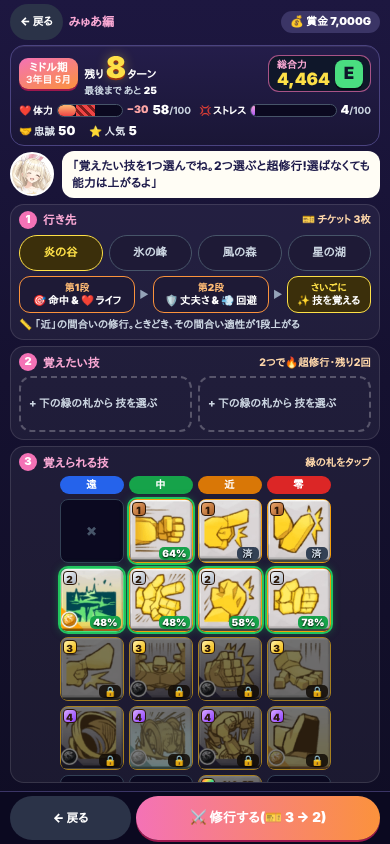 ← 戻る みゅあ編 💰 賞金 7,000G
ミドル期
3年目 5月
残り8ターン
最後まで あと 25
総合力
4,464 E
❤️ 体力 −30 58/100 💢 ストレス 4/100
🤝 忠誠 50 ⭐ 人気 5
「覚えたい技を1つ選んでね。2つ選ぶと超修行!選ばなくても
能力は上がるよ」
1 行き先 🎫 チケット 3枚
炎の谷 氷の峰 風の森 星の湖
第1段
🎯 命中 & ❤️ ライフ
▶
第2段
🛡️ 丈夫さ & 💨 回避
▶
さいごに
✨ 技を覚える
📏 「近」の間合いの修行。ときどき、その間合い適性が1段上がる
2 覚えたい技 2つで🔥超修行・残り2回
+ 下の緑の札から 技を選ぶ + 下の緑の札から 技を選ぶ
3 覚えられる技 緑の札をタップ
遠 中 近 零
×
1 64% 1 済 1 済
2 48% 2 48% 2 58% 2 78%
3 🔒 3 🔒 3 🔒 3 🔒
4 🔒 4 🔒 4 🔒 4 🔒
← 戻る ⚔️ 修行する(🎫 3 → 2)